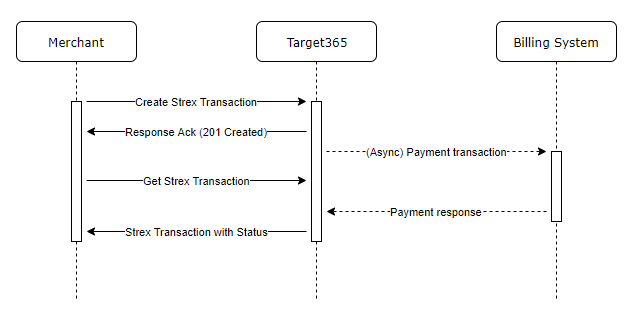 Merchant
Target365
Billing System
Create Strex Transaction
Response Ack (201 Created)
(Async) Payment transaction
Get Strex Transaction
Payment response
Strex Transaction with Status